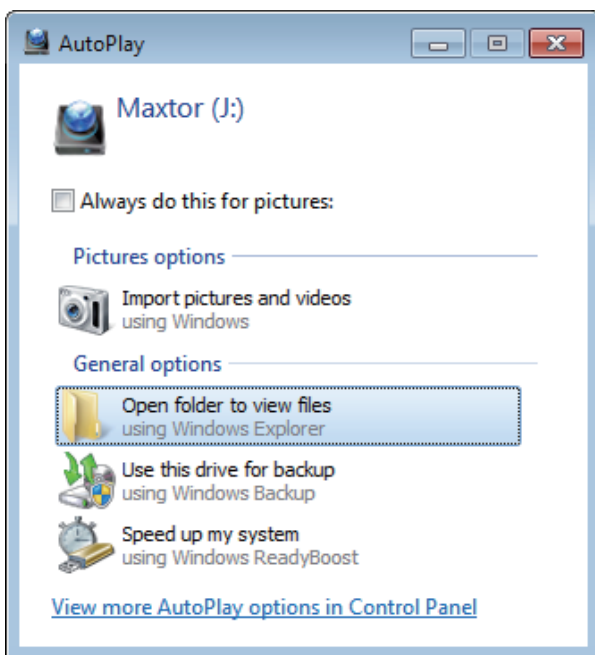 AutoPlay
Maxtor (J:)
Always do this for pictures:
Pictures options
Import pictures and videos
using Windows
General options
Open folder to view files
using Windows Explorer
Use this drive for backup
using Windows Backup
Speed up my system
using Windows ReadyBoost
View more AutoPlay options in Control Panel